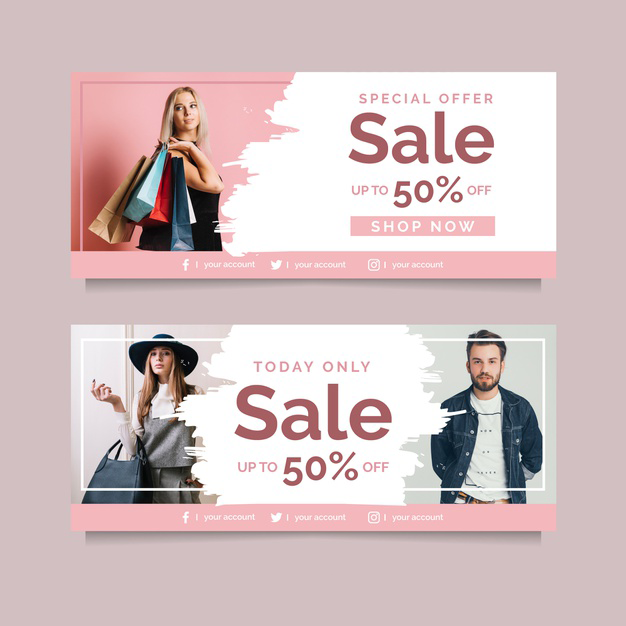 SPECIAL OFFER
Sale
UP TO 50% OFF
SHOP NOW
f | your account | your account | your account
TODAY ONLY
Sale
UP TO 50% OFF
f | your account | your account | your account